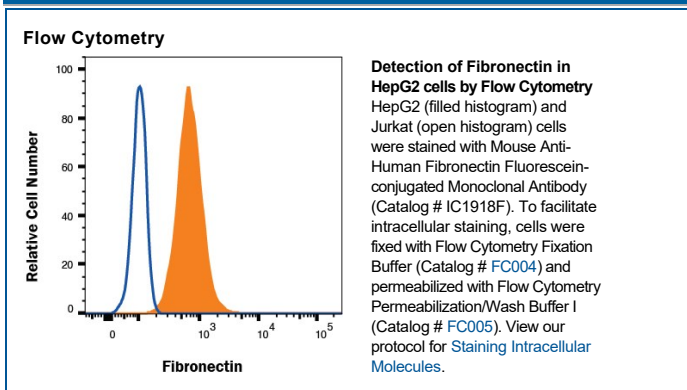 Flow Cytometry
100
80
60
40
20
0
Relative Cell Number
0
10³
10⁴
10⁵
Fibronectin
Detection of Fibronectin in
HepG2 cells by Flow Cytometry
HepG2 (filled histogram) and
Jurkat (open histogram) cells
were stained with Mouse Anti-
Human Fibronectin Fluorescein-
conjugated Monoclonal Antibody
(Catalog # IC1918F). To facilitate
intracellular staining, cells were
fixed with Flow Cytometry Fixation
Buffer (Catalog # FC004) and
permeabilized with Flow Cytometry
Permeabilization/Wash Buffer I
(Catalog # FC005). View our
protocol for Staining Intracellular
Molecules.